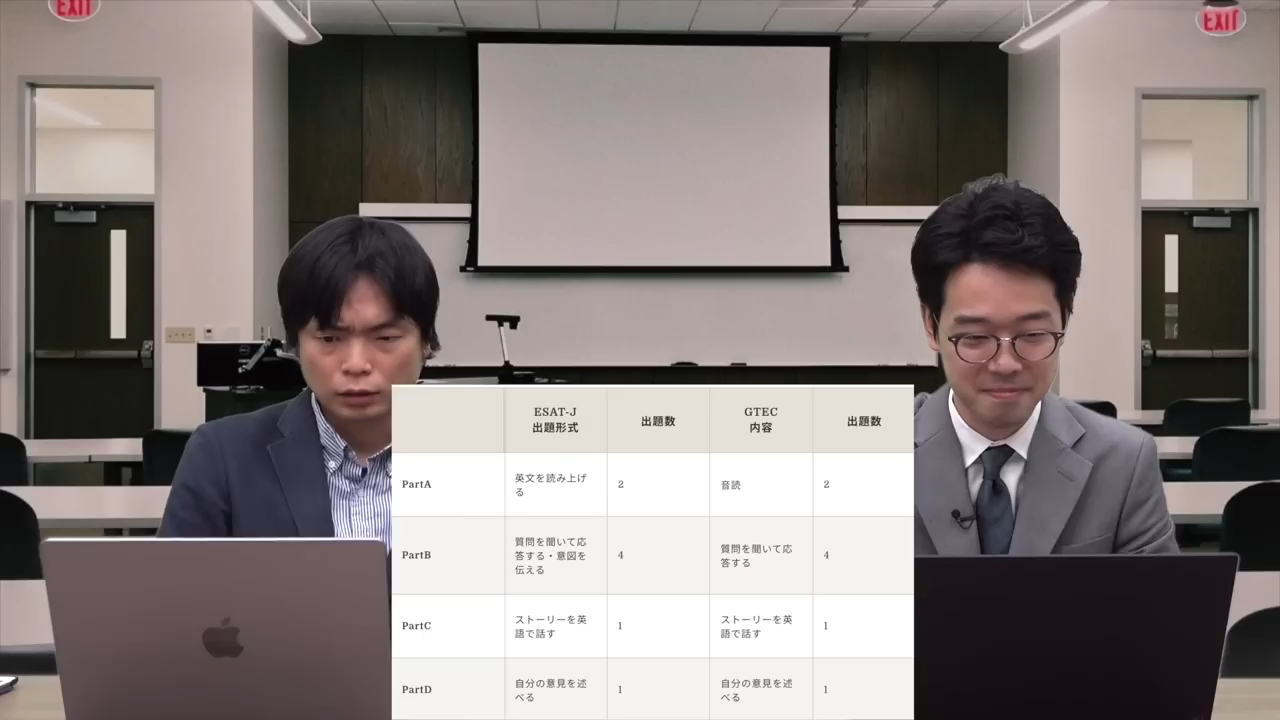 EXIT
EXIT
ESAT-J
出題形式
出題数
GTEC
内容
出題数
PartA
英文を読み上げ
る
2
音読
2
PartB
質問を聞いて応
答する・意図を
伝える
4
質問を聞いて応
答する
4
PartC
ストーリーを英
語で話す
1
ストーリーを英
語で話す
1
PartD
自分の意見を述
べる
1
自分の意見を述
べる
1